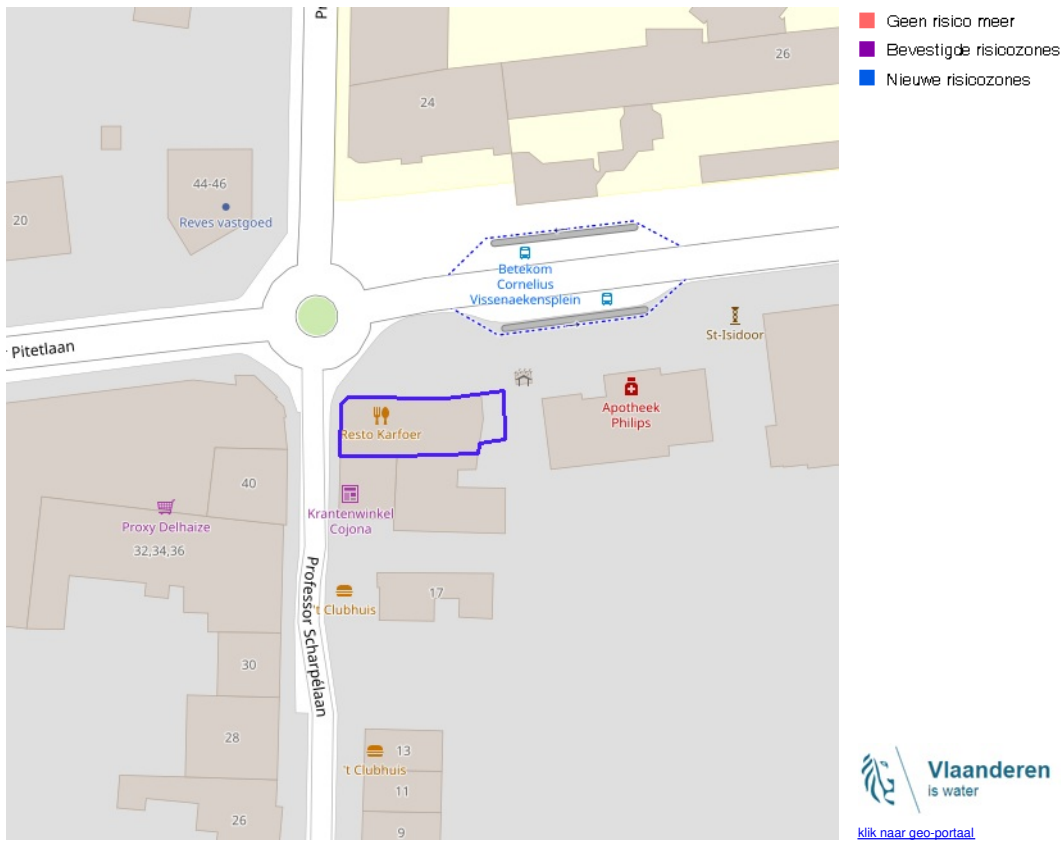 Pr
26
24
44-46
Reves vastgoed
20
Betekom
Cornelius
Vissenaekensplein
St-Isidoor
r Pitetlaan
Apotheek
Philips
Resto Karfoer
40
Krantenwinkel
Cojona
Proxy Delhaize
32,34,36
Professor Scharpélaan
't Clubhuis
17
30
28
13
't Clubhuis
11
26
9
Geen risico meer
Bevestigde risicozones
Nieuwe risicozones
Vlaanderen
is water
klik naar geo-portaal